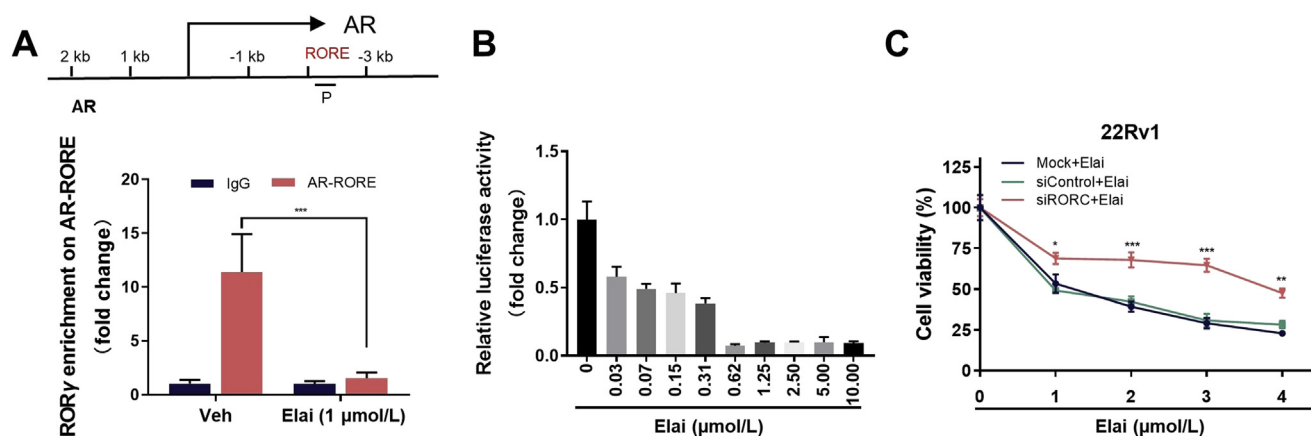 A
AR
2 kb 1 kb -1 kb RORE -3 kb
P
AR
RORγ enrichment on AR-RORE
(fold change)
IgG AR-RORE
20
15
10
5
0
***
Veh Elai (1 μmol/L)
B
Relative luciferase activity
(fold change)
1.5
1.0
0.5
0.0
0 0.03 0.07 0.15 0.31 0.62 1.25 2.50 5.00 10.00
Elai (μmol/L)
C
22Rv1
Mock+Elai
siControl+Elai
siRORC+Elai
Cell viability (%)
125
100
75
50
25
0
* *** *** **
0 1 2 3 4
Elai (μmol/L)